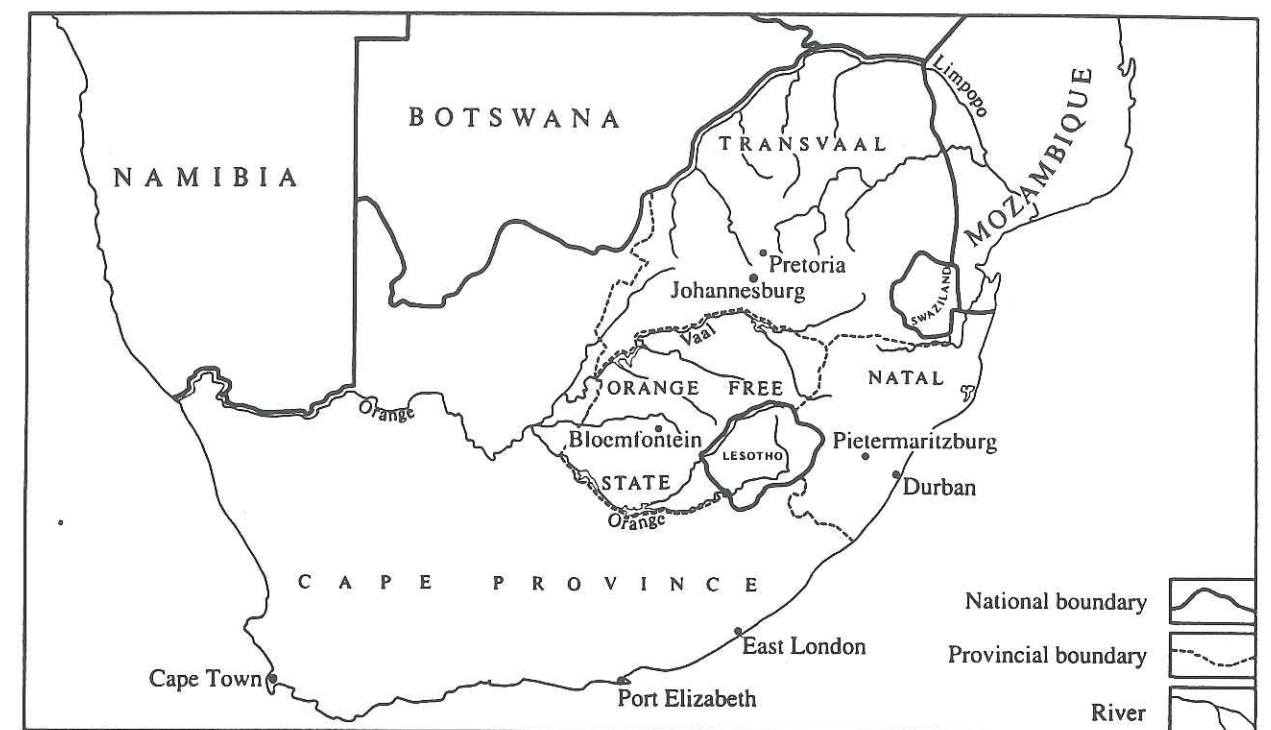 Limpopo
BOTSWANA
TRANSVAAL
MOZAMBIQUE
NAMIBIA
Pretoria
Johannesburg
SWAZILAND
Vaal
NATAL
ORANGE FREE
Orange
Bloemfontein
Pietermaritzburg
LESOTHO
STATE
Durban
Orange
CAPE PROVINCE
National boundary
East London
Provincial boundary
Cape Town
Port Elizabeth
River